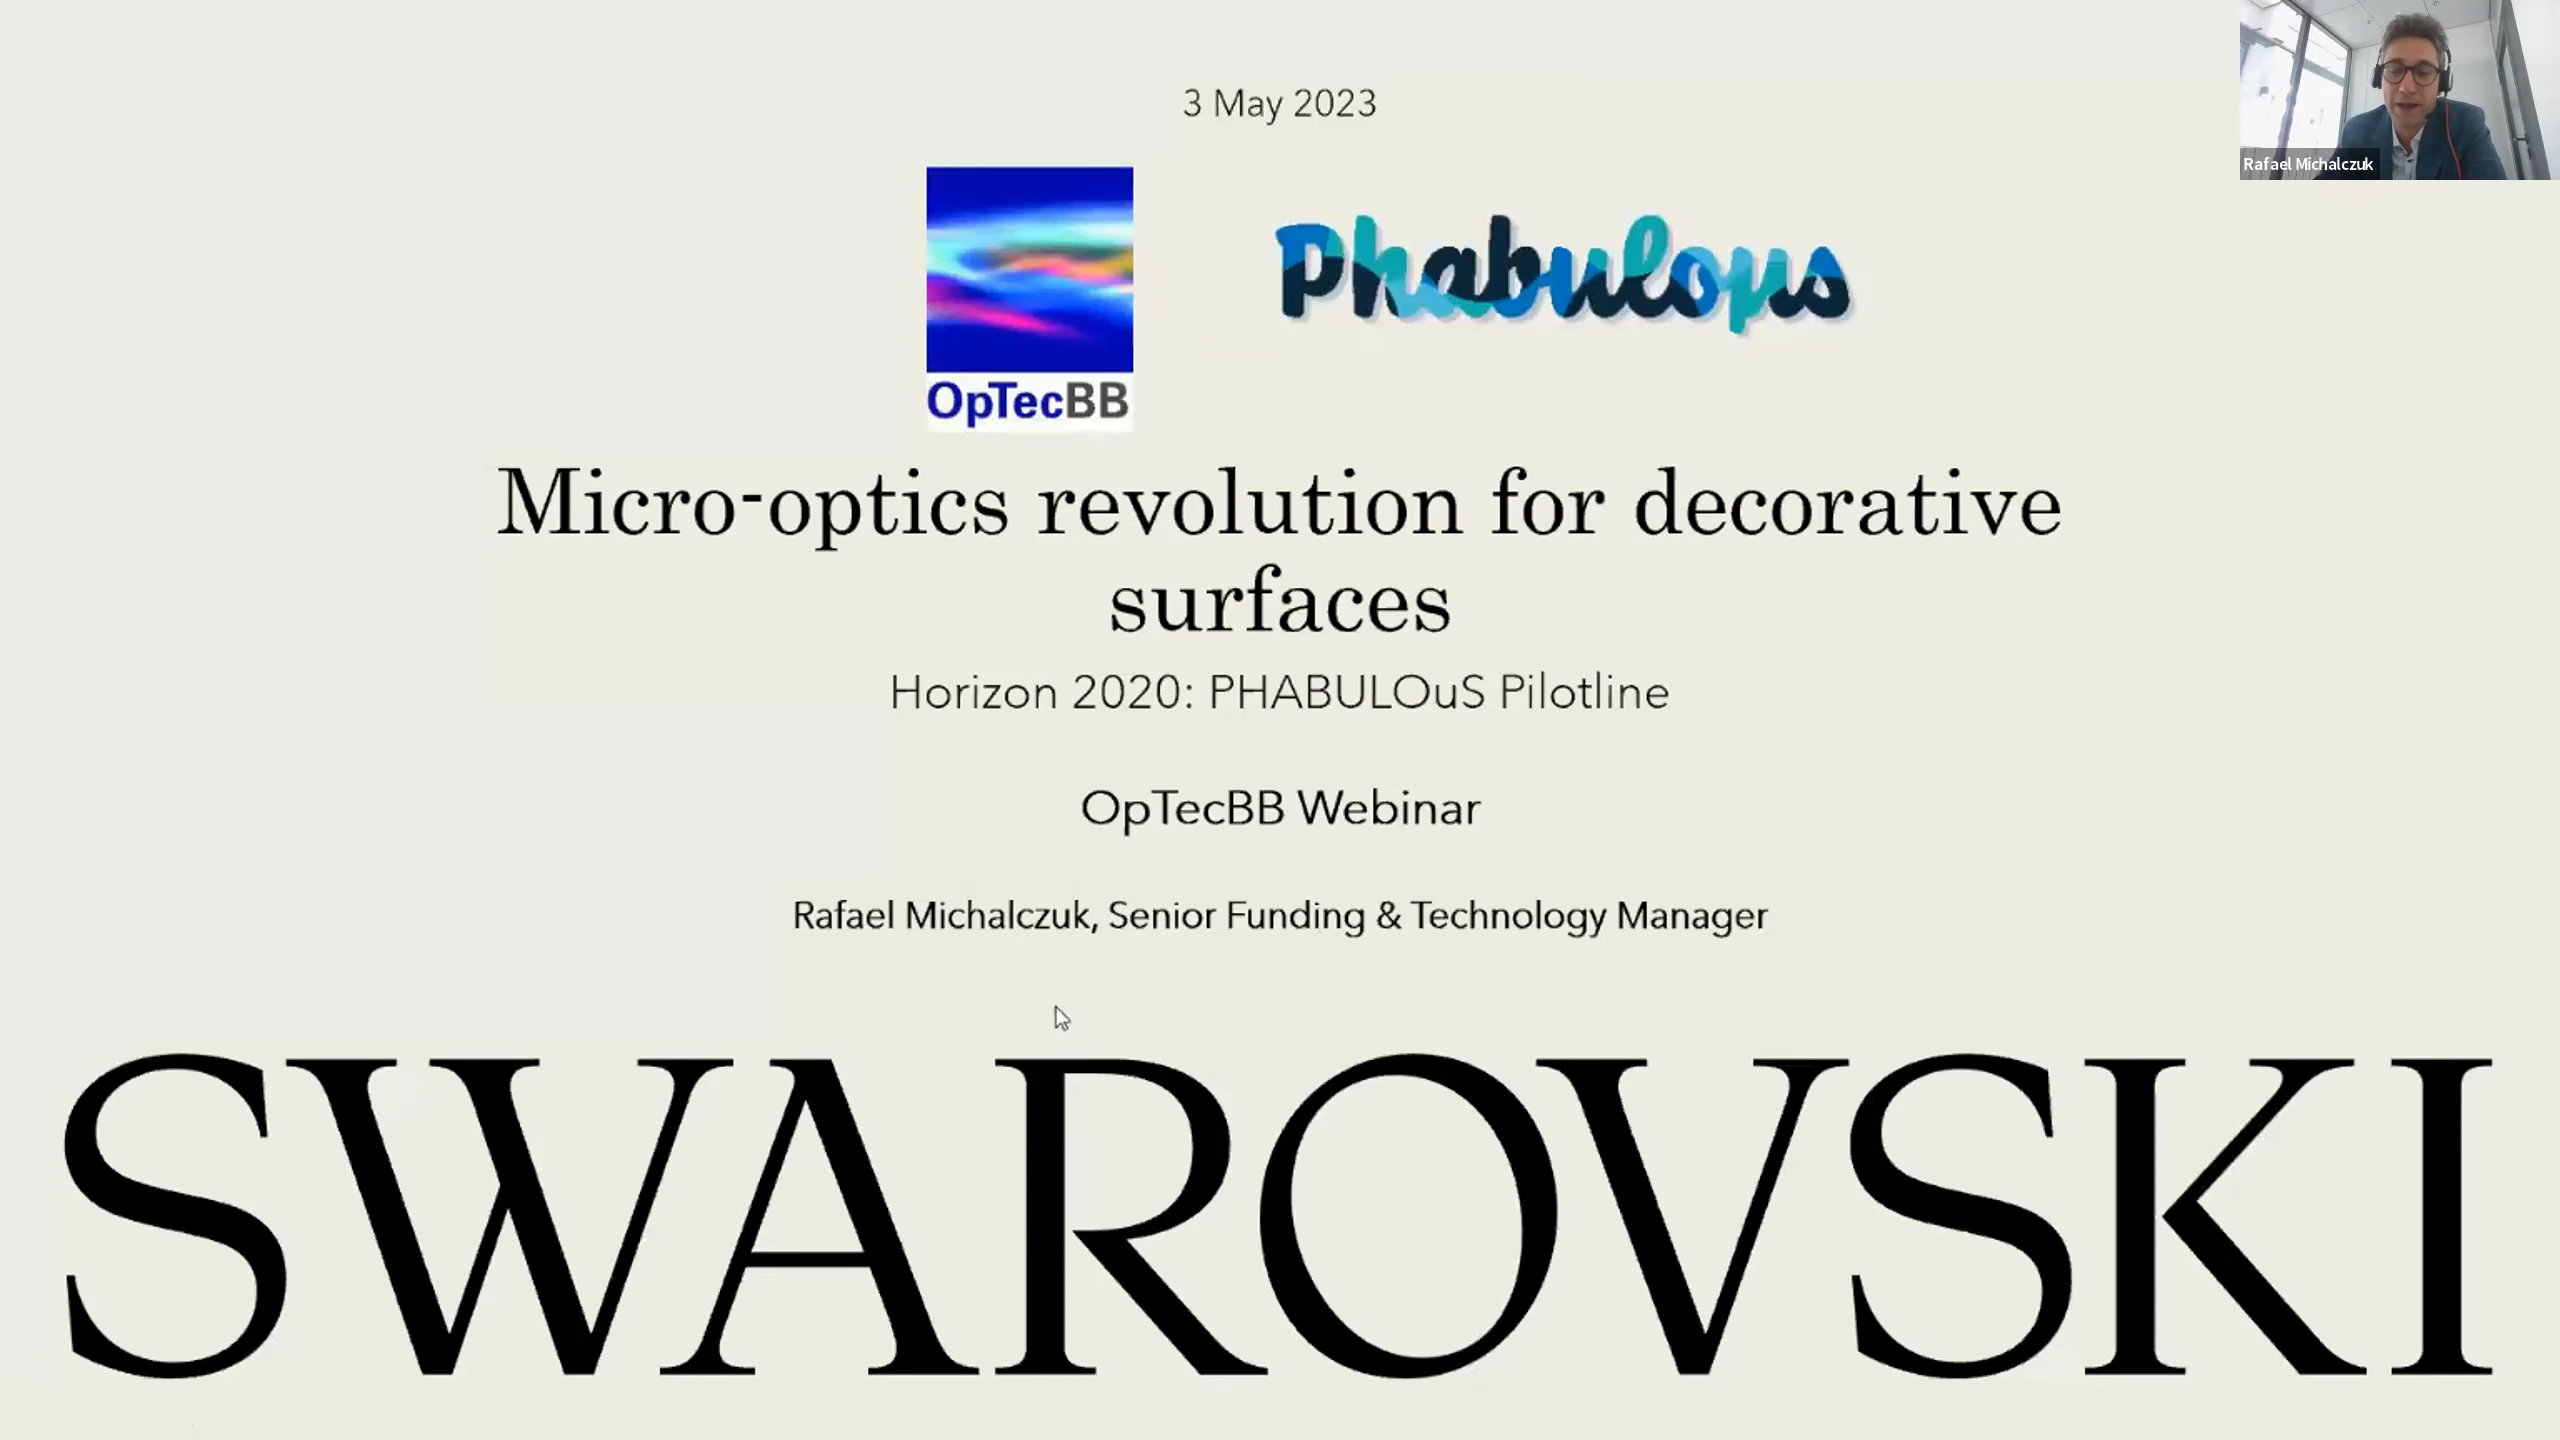 3 May 2023
Rafael Michalczuk
Phabulous
OpTecBB
Micro-optics revolution for decorative
surfaces
Horizon 2020: PHABULOuS Pilotline
OpTecBB Webinar
Rafael Michalczuk, Senior Funding & Technology Manager
SWAROVSKI